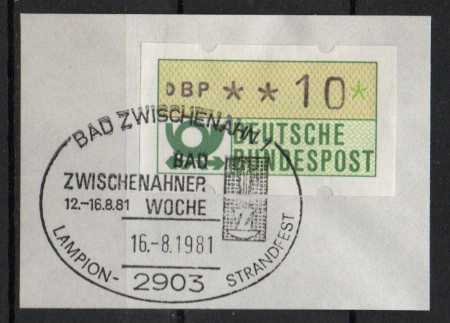 DBP * * 10*
DEUTSCHE
BUNDESPOST
BAD ZWISCHENAHN 1
BAD
ZWISCHENAHNER
12.-16.8.81 WOCHE
16.-8.1981
LAMPION- STRANDFEST
2903